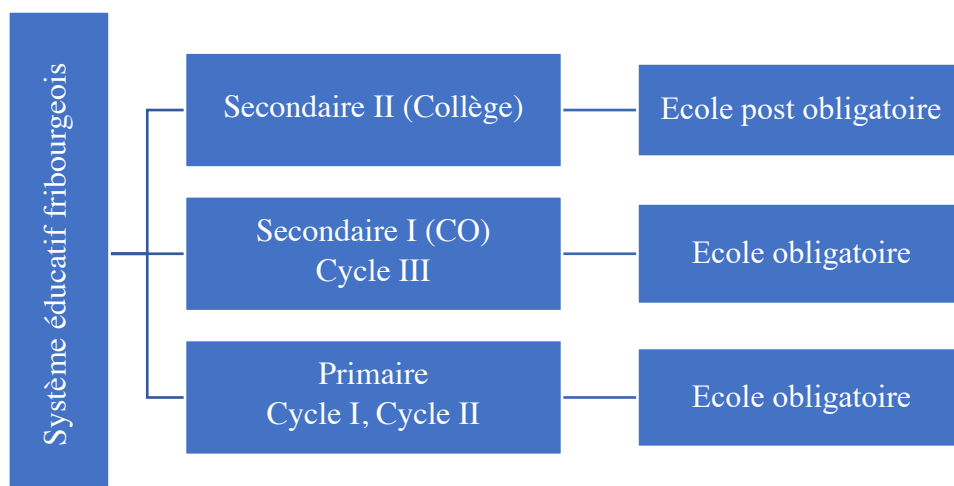 Système éducatif fribourgeois
Secondaire II (Collège)
Ecole post obligatoire
Secondaire I (CO)
Cycle III
Ecole obligatoire
Primaire
Cycle I, Cycle II
Ecole obligatoire